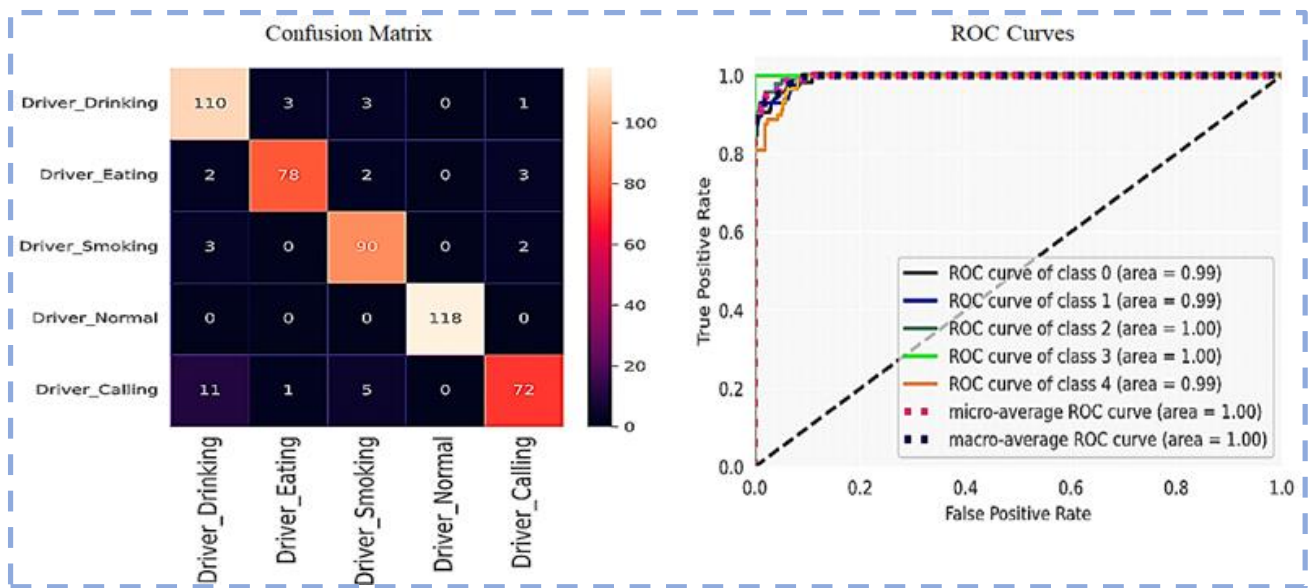 Confusion Matrix
Driver_Drinking 110 3 3 0 1
Driver_Eating 2 78 2 0 3
Driver_Smoking 3 0 90 0 2
Driver_Normal 0 0 0 118 0
Driver_Calling 11 1 5 0 72
Driver_Drinking Driver_Eating Driver_Smoking Driver_Normal Driver_Calling
100
80
60
40
20
0
ROC Curves
True Positive Rate
1.0
0.8
0.6
0.4
0.2
0.0
ROC curve of class 0 (area = 0.99)
ROC curve of class 1 (area = 0.99)
ROC curve of class 2 (area = 1.00)
ROC curve of class 3 (area = 1.00)
ROC curve of class 4 (area = 0.99)
micro-average ROC curve (area = 1.00)
macro-average ROC curve (area = 1.00)
0.0 0.2 0.4 0.6 0.8 1.0
False Positive Rate